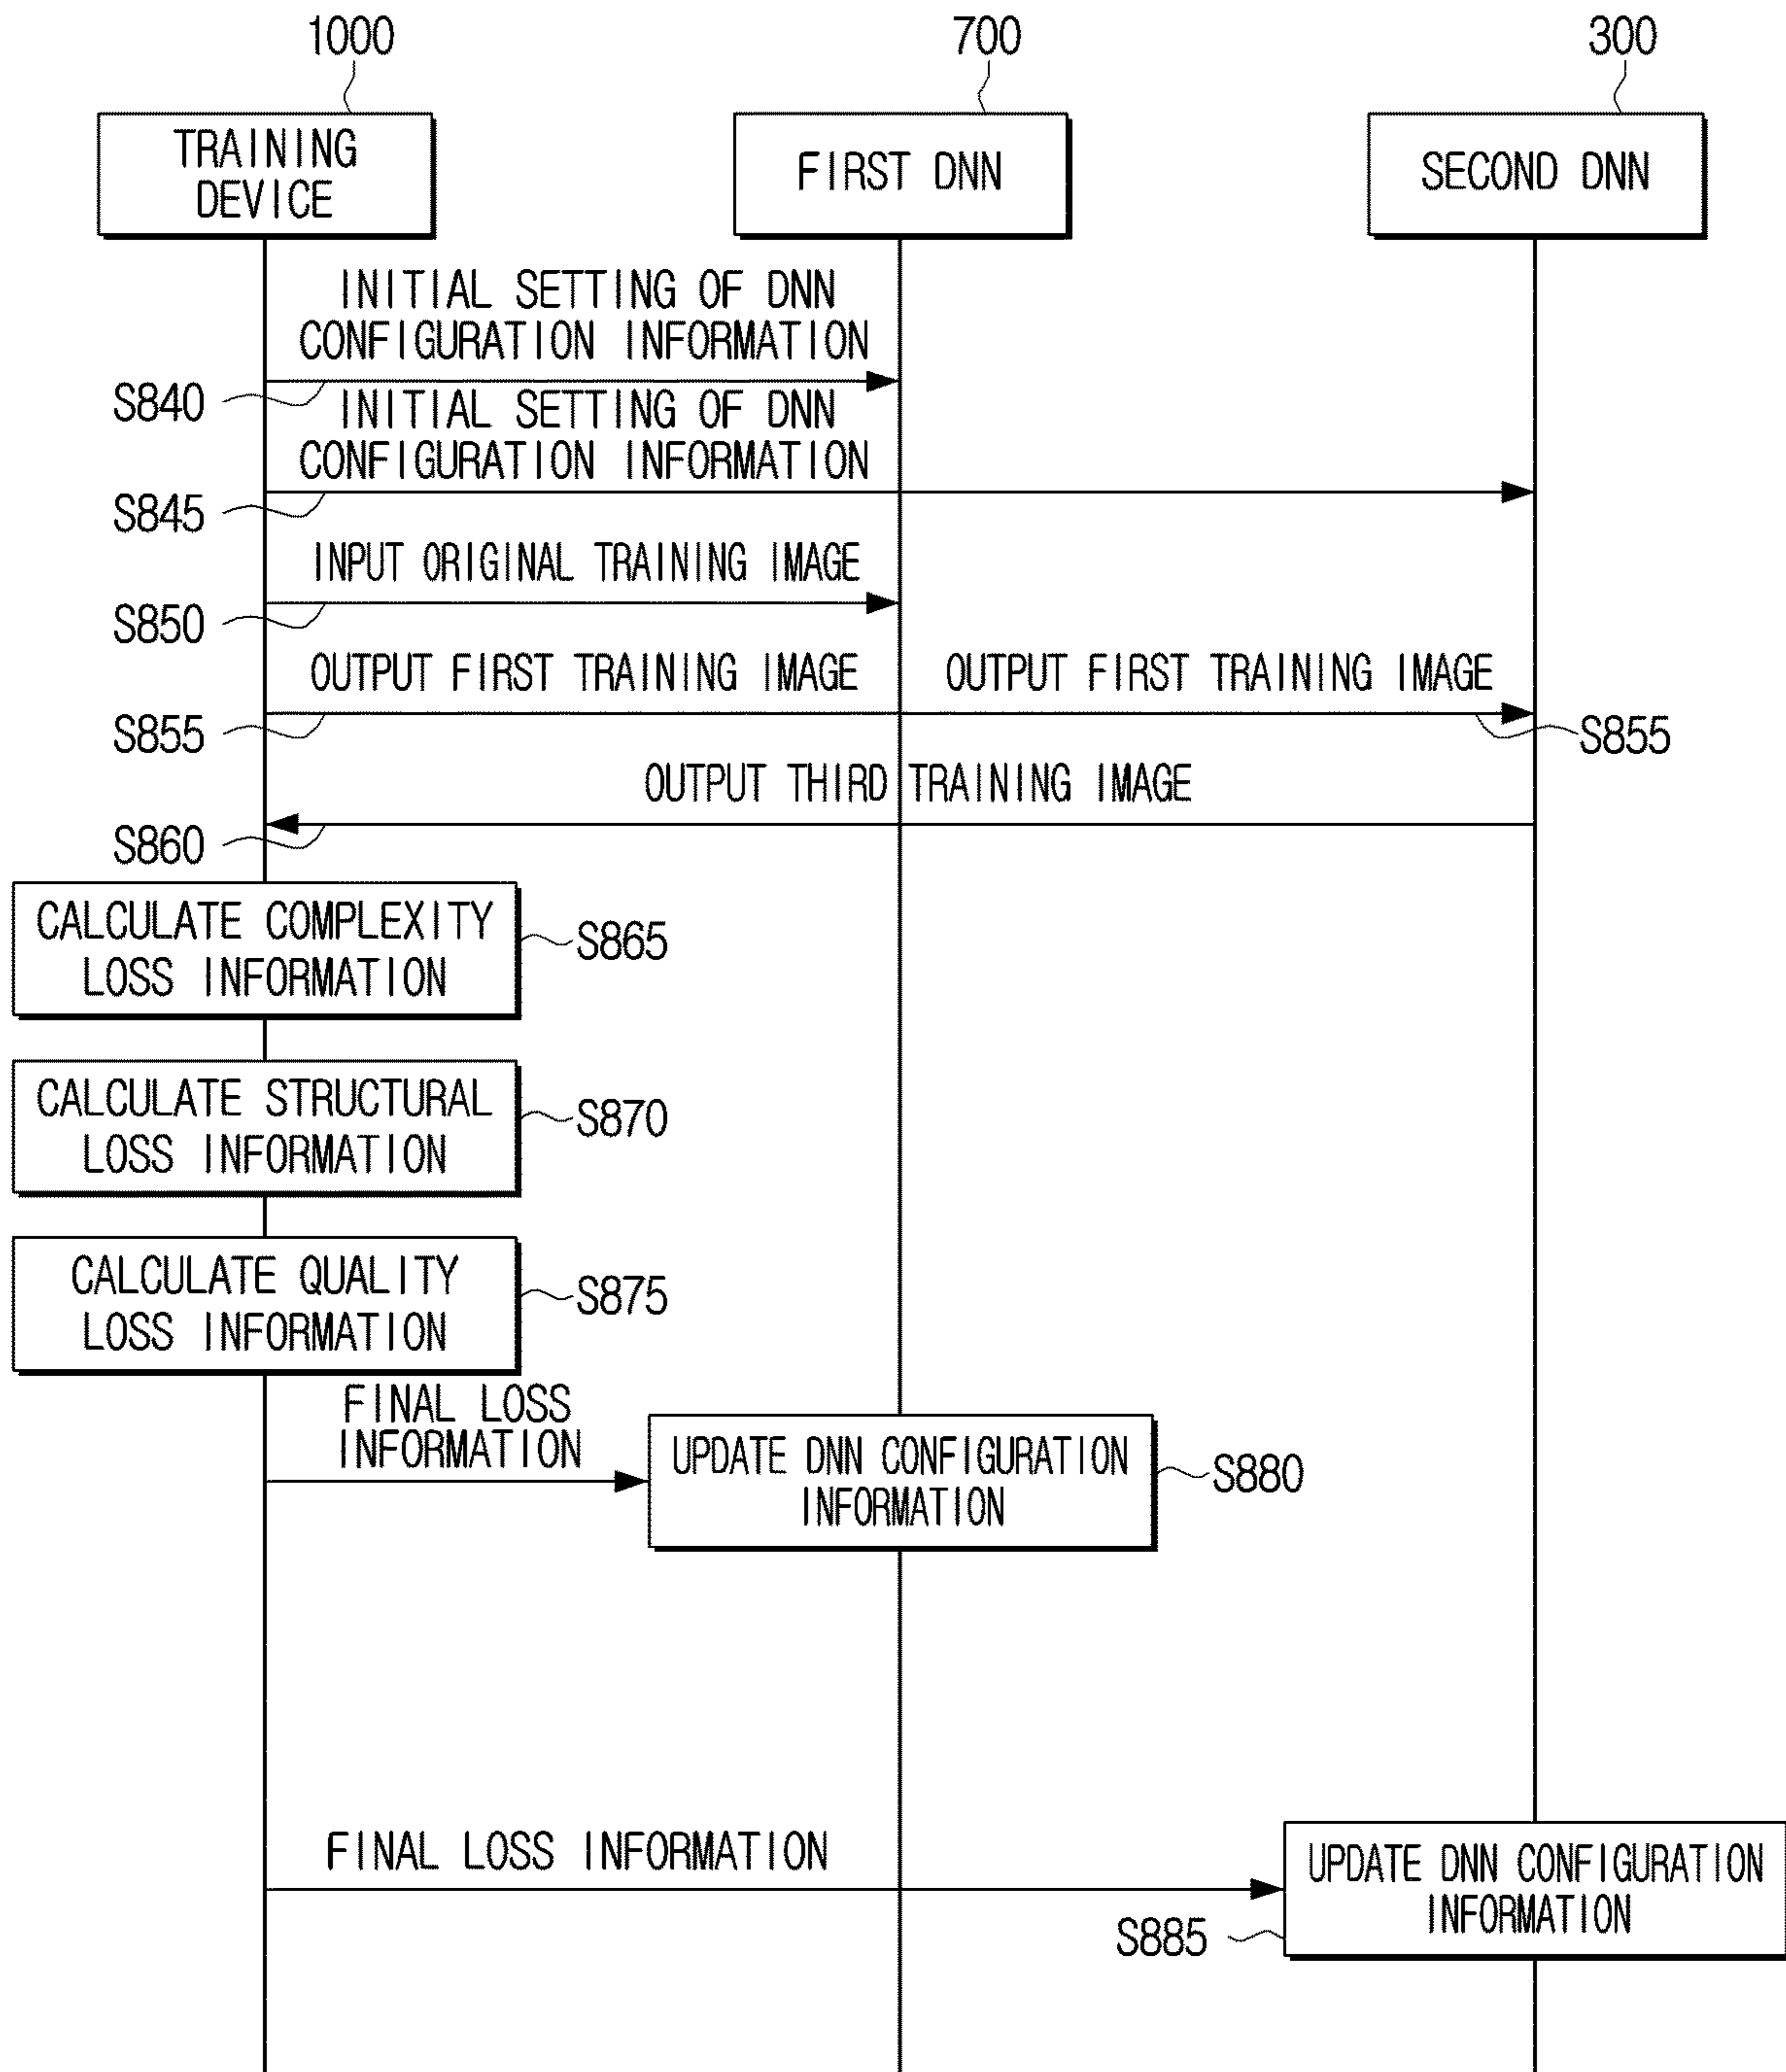 1000
700
300
TRAINING
DEVICE
FIRST DNN
SECOND DNN
INITIAL SETTING OF DNN
CONFIGURATION INFORMATION
S840
INITIAL SETTING OF DNN
CONFIGURATION INFORMATION
S845
INPUT ORIGINAL TRAINING IMAGE
S850
OUTPUT FIRST TRAINING IMAGE
OUTPUT FIRST TRAINING IMAGE
S855
S855
OUTPUT THIRD TRAINING IMAGE
S860
CALCULATE COMPLEXITY
LOSS INFORMATION
S865
CALCULATE STRUCTURAL
LOSS INFORMATION
S870
CALCULATE QUALITY
LOSS INFORMATION
S875
FINAL LOSS
INFORMATION
UPDATE DNN CONFIGURATION
INFORMATION
S880
FINAL LOSS INFORMATION
UPDATE DNN CONFIGURATION
INFORMATION
S885